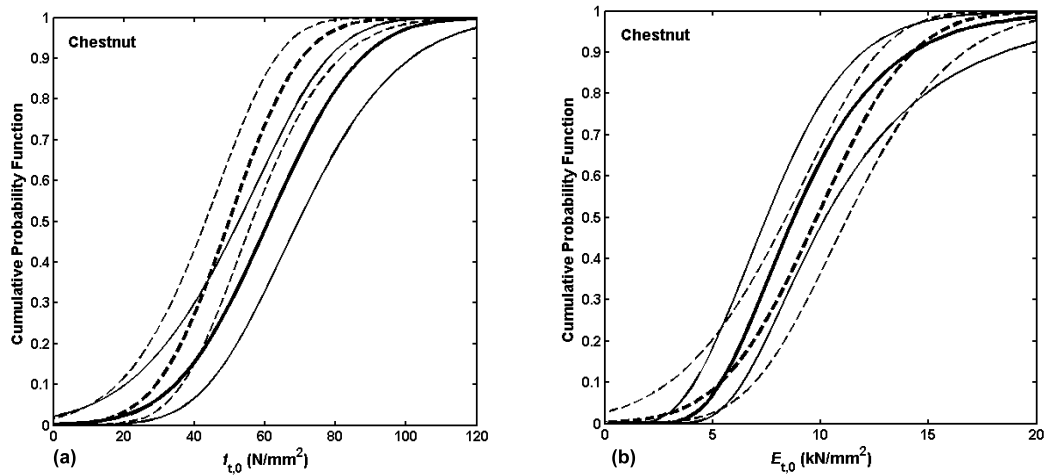 Chestnut
Cumulative Probability Function
1
0.9
0.8
0.7
0.6
0.5
0.4
0.3
0.2
0.1
0
0 20 40 60 80 100 120
(a) f t,0 (N/mm²)
Chestnut
Cumulative Probability Function
1
0.9
0.8
0.7
0.6
0.5
0.4
0.3
0.2
0.1
0
0 5 10 15 20
(b) E t,0 (kN/mm²)